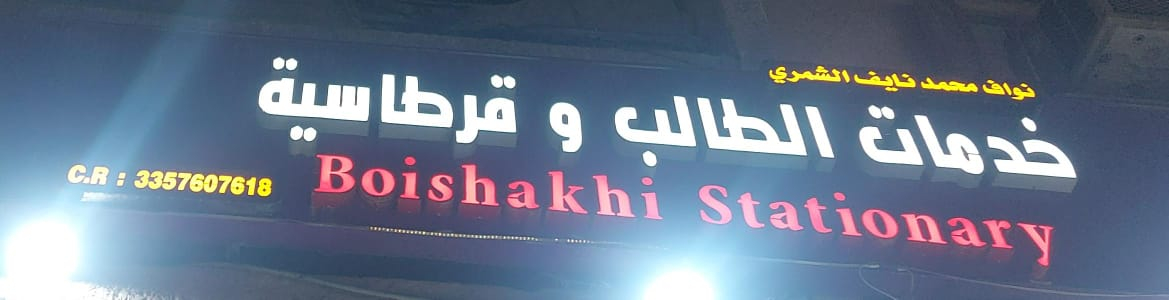 نواف محمد نايف الشمري
خدمات الطالب و قرطاسية
Boishakhi Stationary
C.R : 3357607618